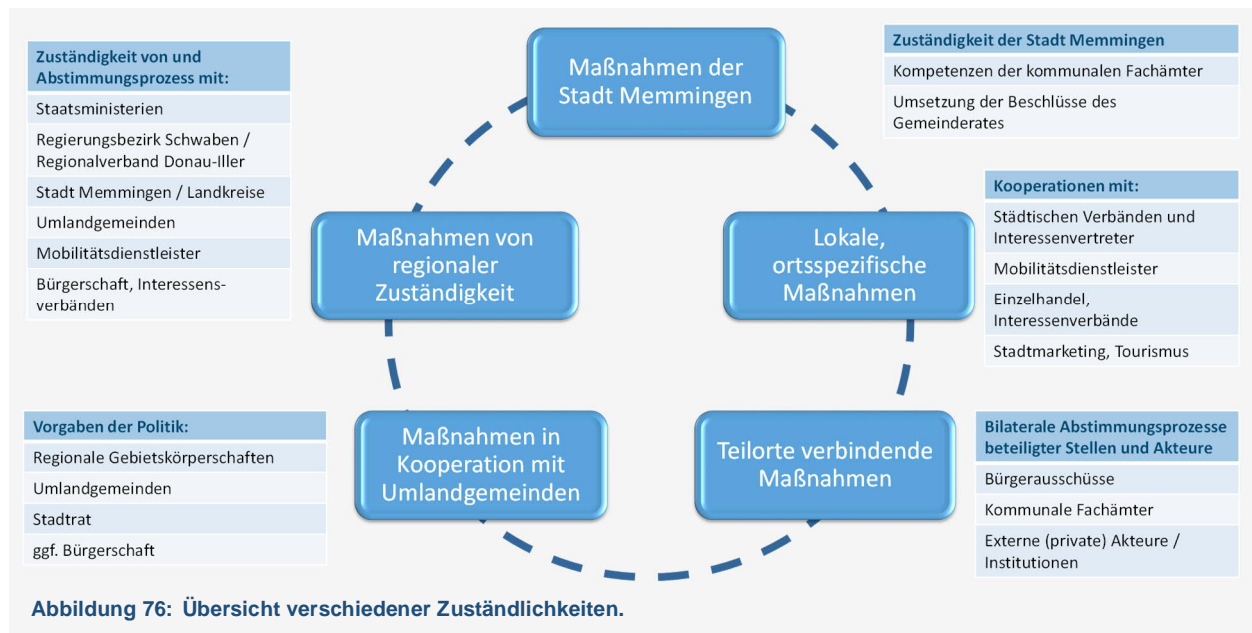 Zuständigkeit von und
Abstimmungsprozess mit:
Staatsministerien
Regierungsbezirk Schwaben /
Regionalverband Donau-Iller
Stadt Memmingen / Landkreise
Umlandgemeinden
Mobilitätsdienstleister
Bürgerschaft, Interessens-
verbänden
Maßnahmen der
Stadt Memmingen
Zuständigkeit der Stadt Memmingen
Kompetenzen der kommunalen Fachämter
Umsetzung der Beschlüsse des
Gemeinderates
Maßnahmen von
regionaler
Zuständigkeit
Lokale,
ortsspezifische
Maßnahmen
Kooperationen mit:
Städtischen Verbänden und
Interessenvertreter
Mobilitätsdienstleister
Einzelhandel,
Interessenverbände
Stadtmarketing, Tourismus
Vorgaben der Politik:
Regionale Gebietskörperschaften
Umlandgemeinden
Stadtrat
ggf. Bürgerschaft
Maßnahmen in
Kooperation mit
Umlandgemeinden
Teilorte verbindende
Maßnahmen
Bilaterale Abstimmungsprozesse
beteiligter Stellen und Akteure
Bürgerausschüsse
Kommunale Fachämter
Externe (private) Akteure /
Institutionen
Abbildung 76: Übersicht verschiedener Zuständlichkeiten.